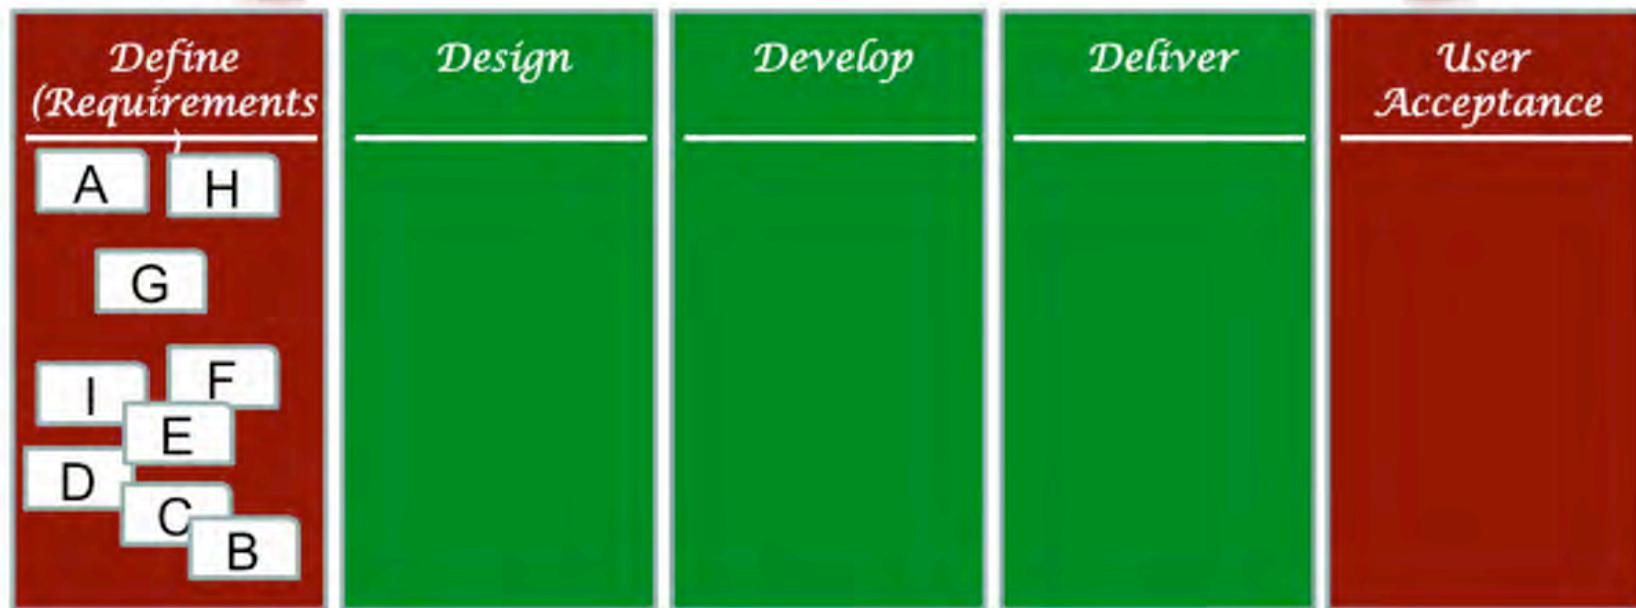 Define
(Requirements
)
Design
Develop
Deliver
User
Acceptance
A H
G
I F
E
D
C
B